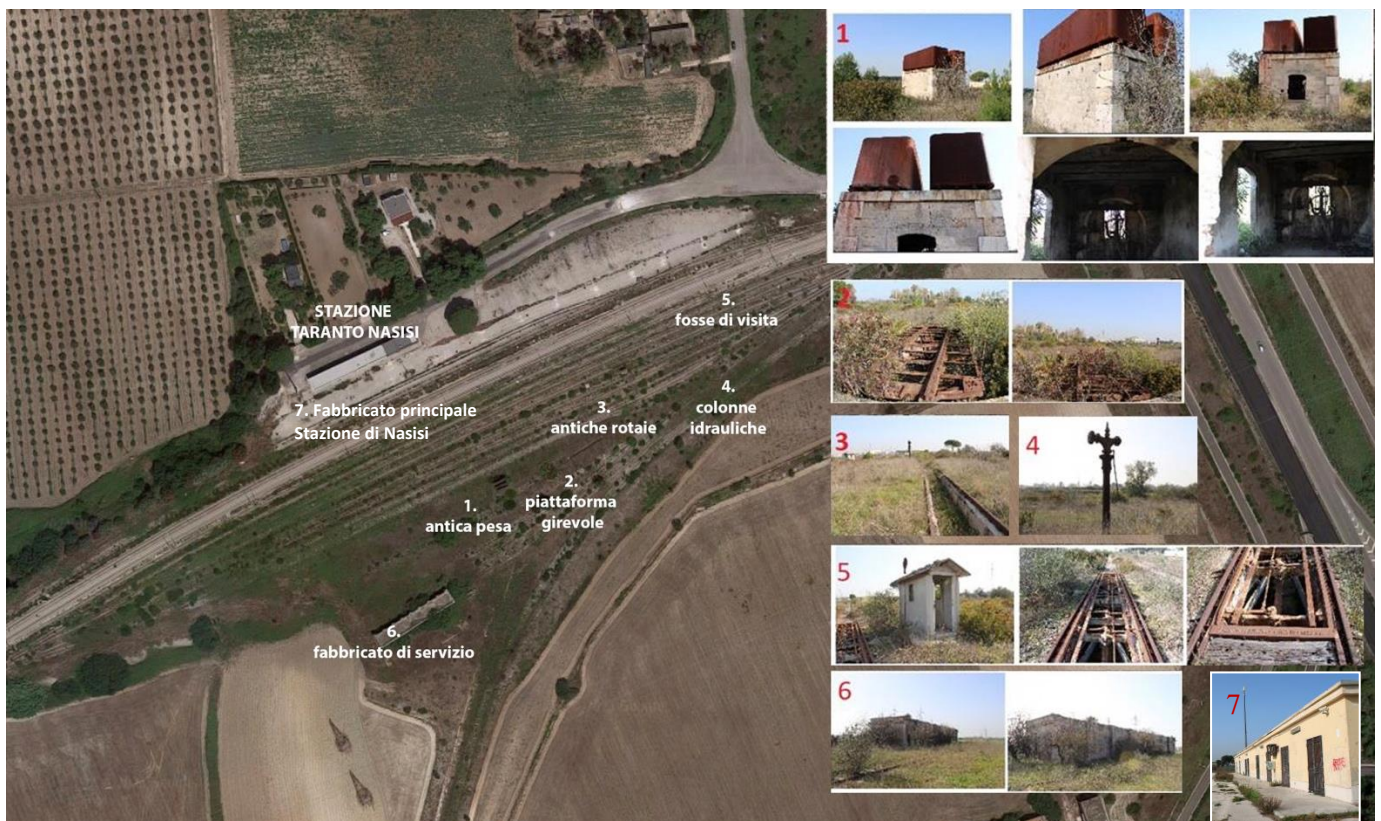 STAZIONE
TARANTO NASISI
5.
fosse di visita
7. Fabbricato principale
Stazione di Nasisi
3.
antiche rotaie
4.
colonne
idrauliche
1.
antica pesa
2.
piattaforma
girevole
6.
fabbricato di servizio
1
2
3
4
5
6
7